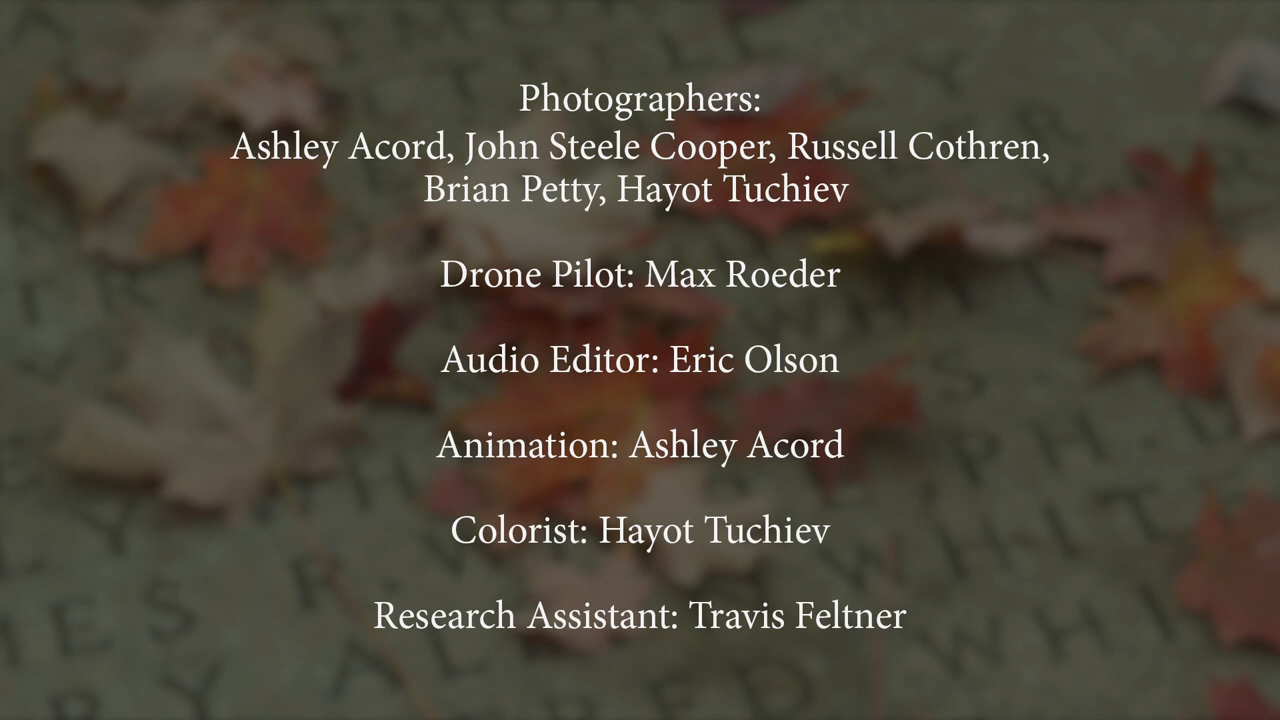 Photographers:
Ashley Acord, John Steele Cooper, Russell Cothren,
Brian Petty, Hayot Tuchiev
Drone Pilot: Max Roeder
Audio Editor: Eric Olson
Animation: Ashley Acord
Colorist: Hayot Tuchiev
Research Assistant: Travis Feltner